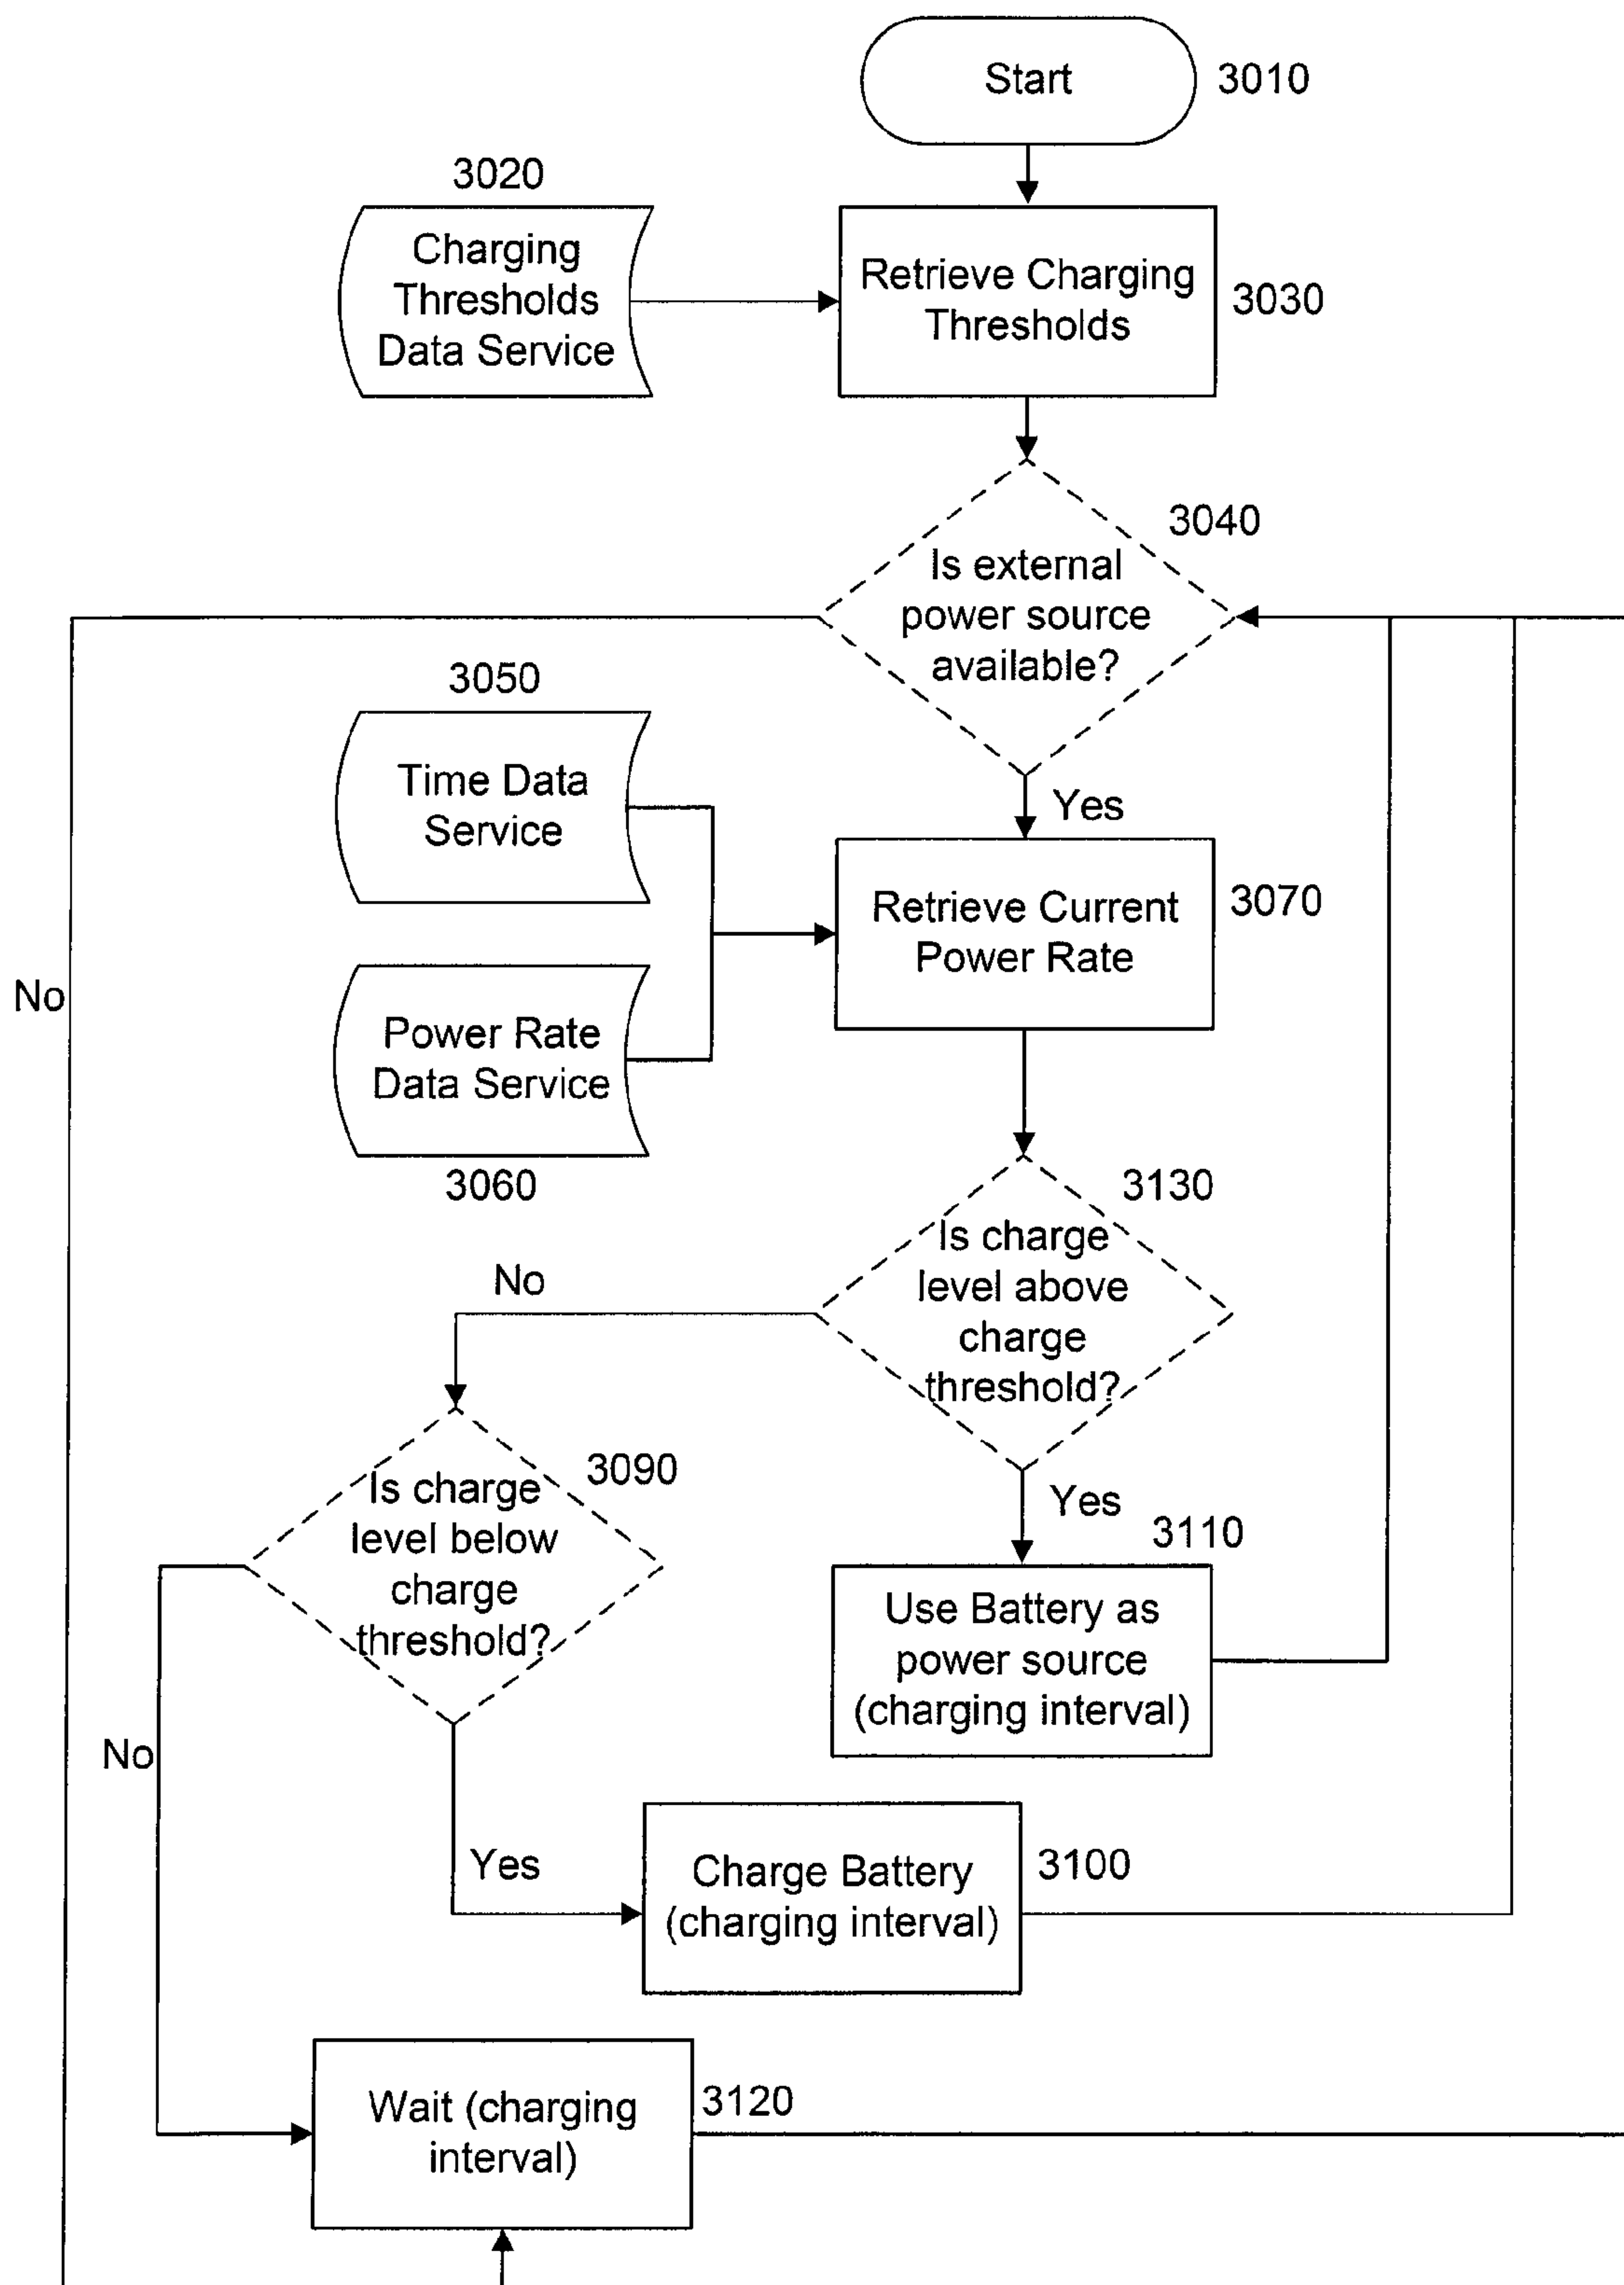 Start
3010
3020
Charging
Thresholds
Data Service
Retrieve Charging
Thresholds
3030
3040
Is external
power source
available?
3050
Time Data
Service
Yes
Retrieve Current
Power Rate
3070
No
Power Rate
Data Service
3060
3130
Is charge
level above
charge
threshold?
No
3090
Is charge
level below
charge
threshold?
Yes
3110
Use Battery as
power source
(charging interval)
No
Yes
Charge Battery
(charging interval)
3100
Wait (charging
interval)
3120